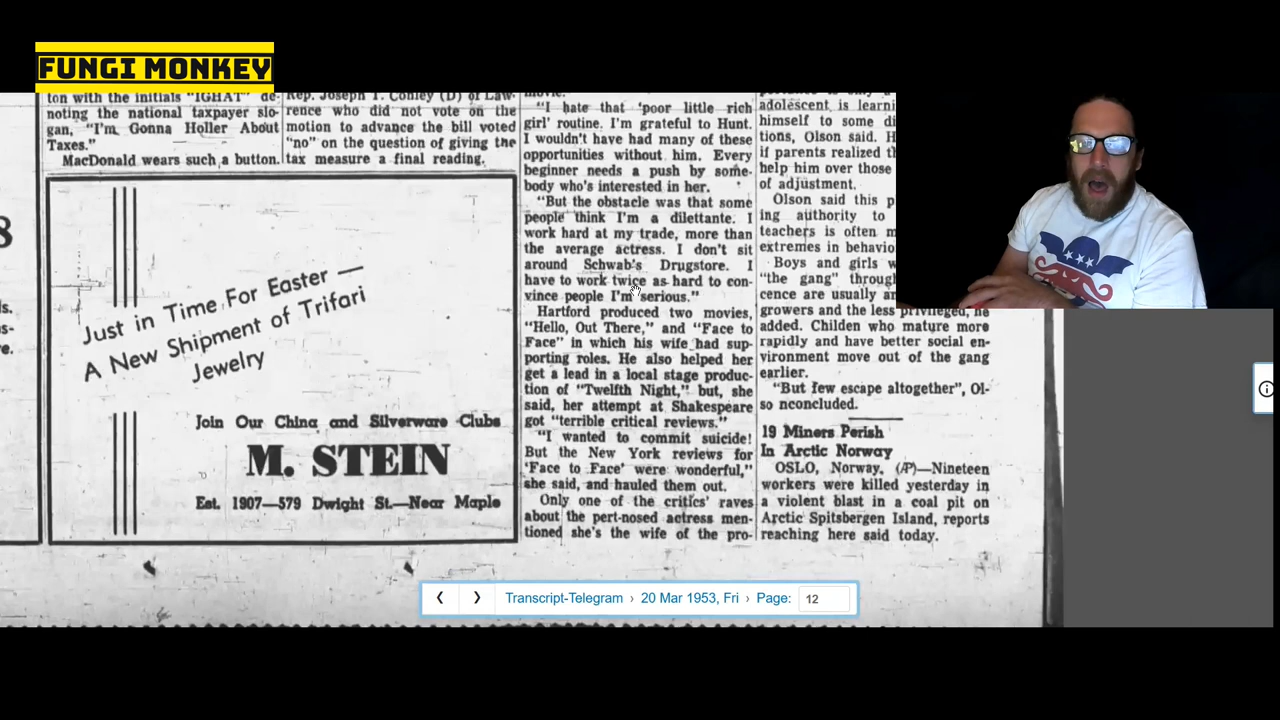 FUNGI MONKEY
ton with the initials "IGHAT" de-
noting the national taxpayer slo-
gan, "I'm Gonna Holler About
Taxes."
MacDonald wears such a button.
Rep. Joseph T. Conley (D) of Law-
rence who did not vote on the
motion to advance the bill voted
"no" on the question of giving the
tax measure a final reading.
8
Just in Time For Easter —
A New Shipment of Trifari
Jewelry
Join Our China and Silverware Clubs
M. STEIN
Est. 1907—579 Dwight St.—Near Maple
movie.
"I hate that 'poor little rich
girl' routine. I'm grateful to Hunt.
I wouldn't have had many of these
opportunities without him. Every
beginner needs a push by some-
body who's interested in her.
"But the obstacle was that some
people think I'm a dilettante. I
work hard at my trade, more than
the average actress. I don't sit
around Schwab's Drugstore. I
have to work twice as hard to con-
vince people I'm serious."
Hartford produced two movies,
"Hello, Out There," and "Face to
Face" in which his wife had sup-
porting roles. He also helped her
get a lead in a local stage produc-
tion of "Twelfth Night," but, she
said, her attempt at Shakespeare
got "terrible critical reviews."
"I wanted to commit suicide!
But the New York reviews for
'Face to Face' were wonderful,"
she said, and hauled them out.
Only one of the critics' raves
about the pert-nosed actress men-
tioned she's the wife of the pro-
adolescent is learni
himself to some di
tions, Olson said. H
if parents realized th
help him over those
of adjustment.
Olson said this p
ing authority to
teachers is often m
extremes in behavio
Boys and girls w
"the gang" throug
cence are usually
growers and the less privileged, he
added. Childen who mature more
rapidly and have better social en-
vironment move out of the gang
earlier.
"But few escape altogether", Ol-
so nconcluded.
19 Miners Perish
In Arctic Norway
OSLO, Norway, (AP)—Nineteen
workers were killed yesterday in
a violent blast in a coal pit on
Arctic Spitsbergen Island, reports
reaching here said today.
Transcript-Telegram › 20 Mar 1953, Fri › Page: 12